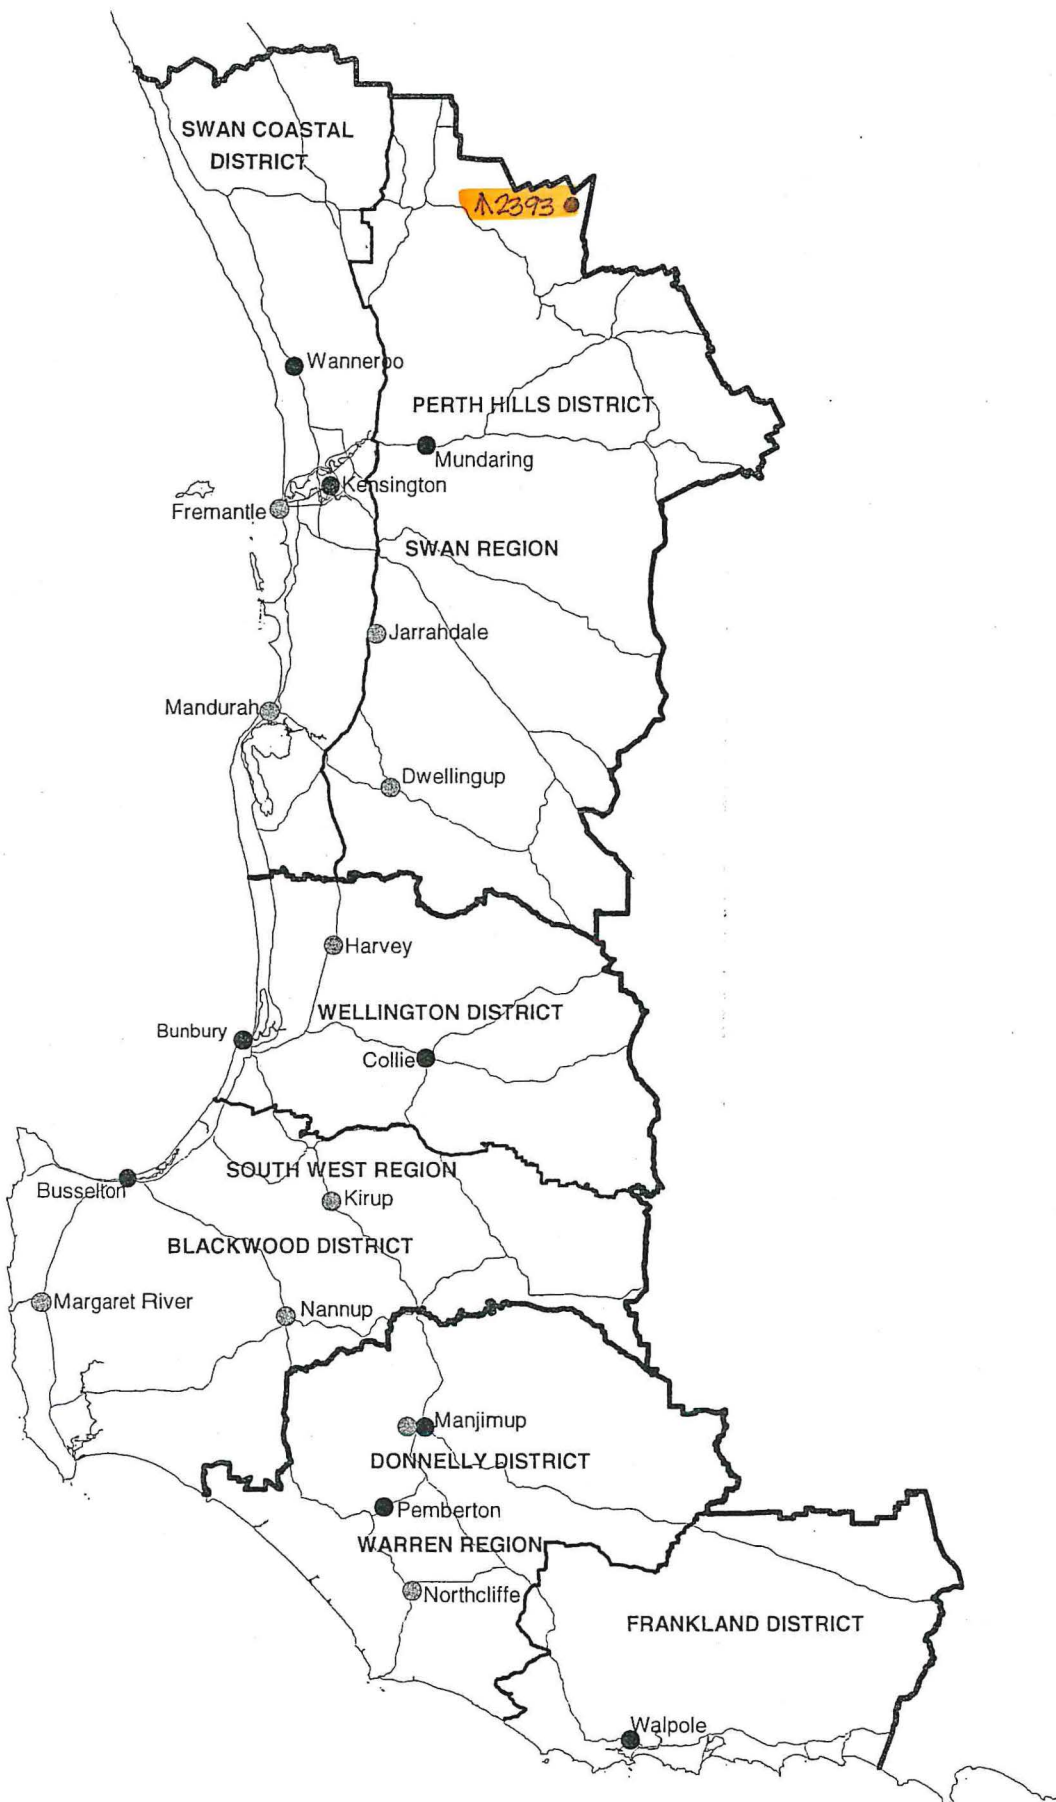 SWAN COASTAL
DISTRICT
2393
Wanneroo
PERTH HILLS DISTRICT
Mundaring
Kensington
Fremantle
SWAN REGION
Jarrahdale
Mandurah
Dwellingup
Harvey
WELLINGTON DISTRICT
Bunbury
Collie
SOUTH WEST REGION
Busselton
Kirup
BLACKWOOD DISTRICT
Margaret River
Nannup
Manjimup
DONNELLY DISTRICT
Pemberton
WARREN REGION
Northcliffe
FRANKLAND DISTRICT
Walpole